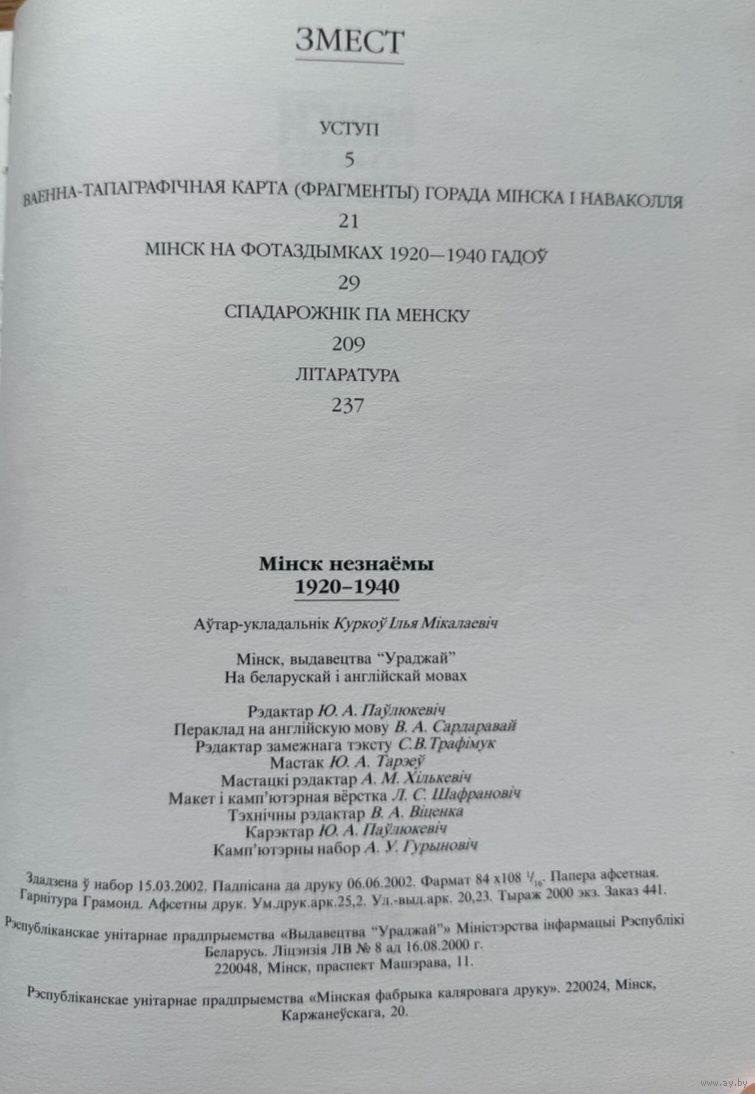 ЗМЕСТ
УСТУП
5
ВАЕННА-ТАПАГРАФІЧНАЯ КАРТА (ФРАГМЕНТЫ) ГОРАДА МІНСКА І НАВАКОЛЛЯ
21
МІНСК НА ФОТАЗДЫМКАХ 1920—1940 ГАДОЎ
29
СПАДАРОЖНІК ПА МЕНСКУ
209
ЛІТАРАТУРА
237
Мінск незнаёмы
1920–1940
Аўтар-укладальнік Куркоў Ілья Мікалаевіч
Мінск, выдавецтва “Ураджай”
На беларускай і англійскай мовах
Рэдактар Ю. А. Паўлюкевіч
Пераклад на англійскую мову В. А. Сардаравай
Рэдактар замежнага тэксту С.В.Трафімук
Мастак Ю. А. Тарэеў
Мастацкі рэдактар А. М. Хількевіч
Макет і камп'ютэрная вёрстка Л. С. Шафрановіч
Тэхнічны рэдактар В. А. Віценка
Карэктар Ю. А. Паўлюкевіч
Камп'ютэрны набор А. У. Гурыновіч
Здадзена ў набор 15.03.2002. Падпісана да друку 06.06.2002. Фармат 84 х108 1/16. Папера афсетная.
Гарнітура Грамонд. Афсетны друк. Ум.друк.арк.25,2. Ул.-выд.арк. 20,23. Тыраж 2000 экз. Заказ 441.
Рэспубліканскае унітарнае прадпрыемства «Выдавецтва “Ураджай”» Міністэрства інфармацыі Рэспублікі
Беларусь. Ліцэнзія ЛВ № 8 ад 16.08.2000 г.
220048, Мінск, праспект Машэрава, 11.
Рэспубліканскае унітарнае прадпрыемства «Мінская фабрыка каляровага друку». 220024, Мінск,
Каржанеўскага, 20.
www.ay.by